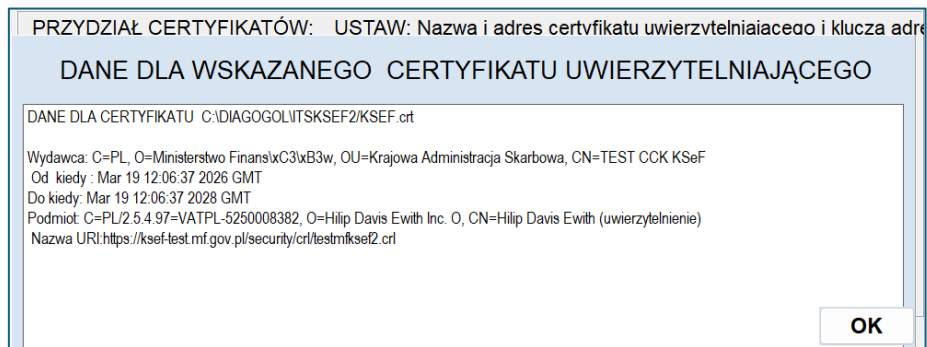 PRZYDZIAŁ CERTYFIKATÓW: USTAW: Nazwa i adres certyfikatu uwierzytelniającego i klucza adre
DANE DLA WSKAZANEGO CERTYFIKATU UWIERZYTELNIAJĄCEGO
DANE DLA CERTYFIKATU C:\DIAGOGOL\ITSKSEF2/KSEF.crt
Wydawca: C=PL, O=Ministerstwo Finans\xC3\xB3w, OU=Krajowa Administracja Skarbowa, CN=TEST CCK KSeF
Od kiedy : Mar 19 12:06:37 2026 GMT
Do kiedy: Mar 19 12:06:37 2028 GMT
Podmiot: C=PL/2.5.4.97=VATPL-5250008382, O=Hilip Davis Ewith Inc. O, CN=Hilip Davis Ewith (uwierzytelnienie)
Nazwa URI:https://ksef-test.mf.gov.pl/security/crl/testmfksef2.crl
OK